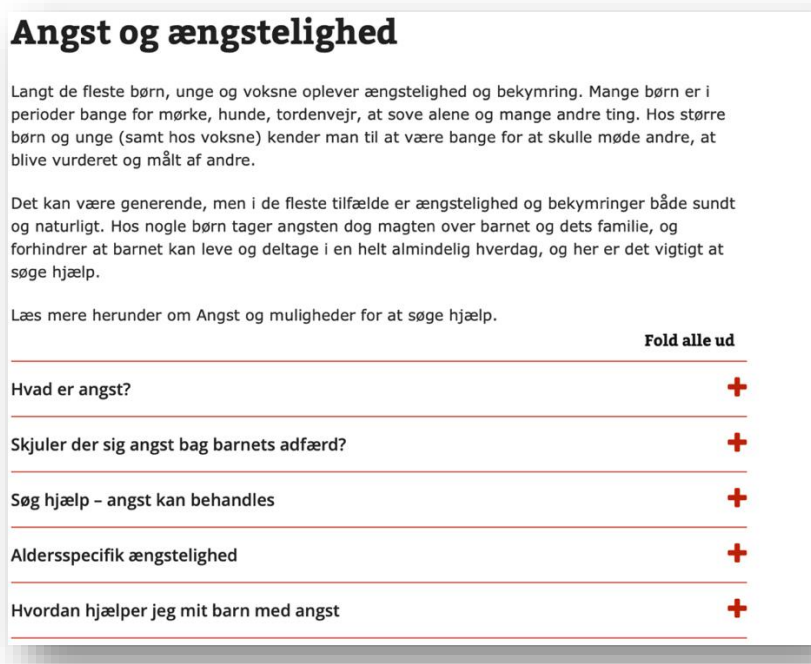 Angst og ængstelighed
Langt de fleste børn, unge og voksne oplever ængstelighed og bekymring. Mange børn er i
perioder bange for mørke, hunde, tordenvejr, at sove alene og mange andre ting. Hos større
børn og unge (samt hos voksne) kender man til at være bange for at skulle møde andre, at
blive vurderet og målt af andre.
Det kan være generende, men i de fleste tilfælde er ængstelighed og bekymringer både sundt
og naturligt. Hos nogle børn tager angsten dog magten over barnet og dets familie, og
forhindrer at barnet kan leve og deltage i en helt almindelig hverdag, og her er det vigtigt at
søge hjælp.
Læs mere herunder om Angst og muligheder for at søge hjælp.
Fold alle ud
Hvad er angst?
Skjuler der sig angst bag barnets adfærd?
Søg hjælp – angst kan behandles
Aldersspecifik ængstelighed
Hvordan hjælper jeg mit barn med angst